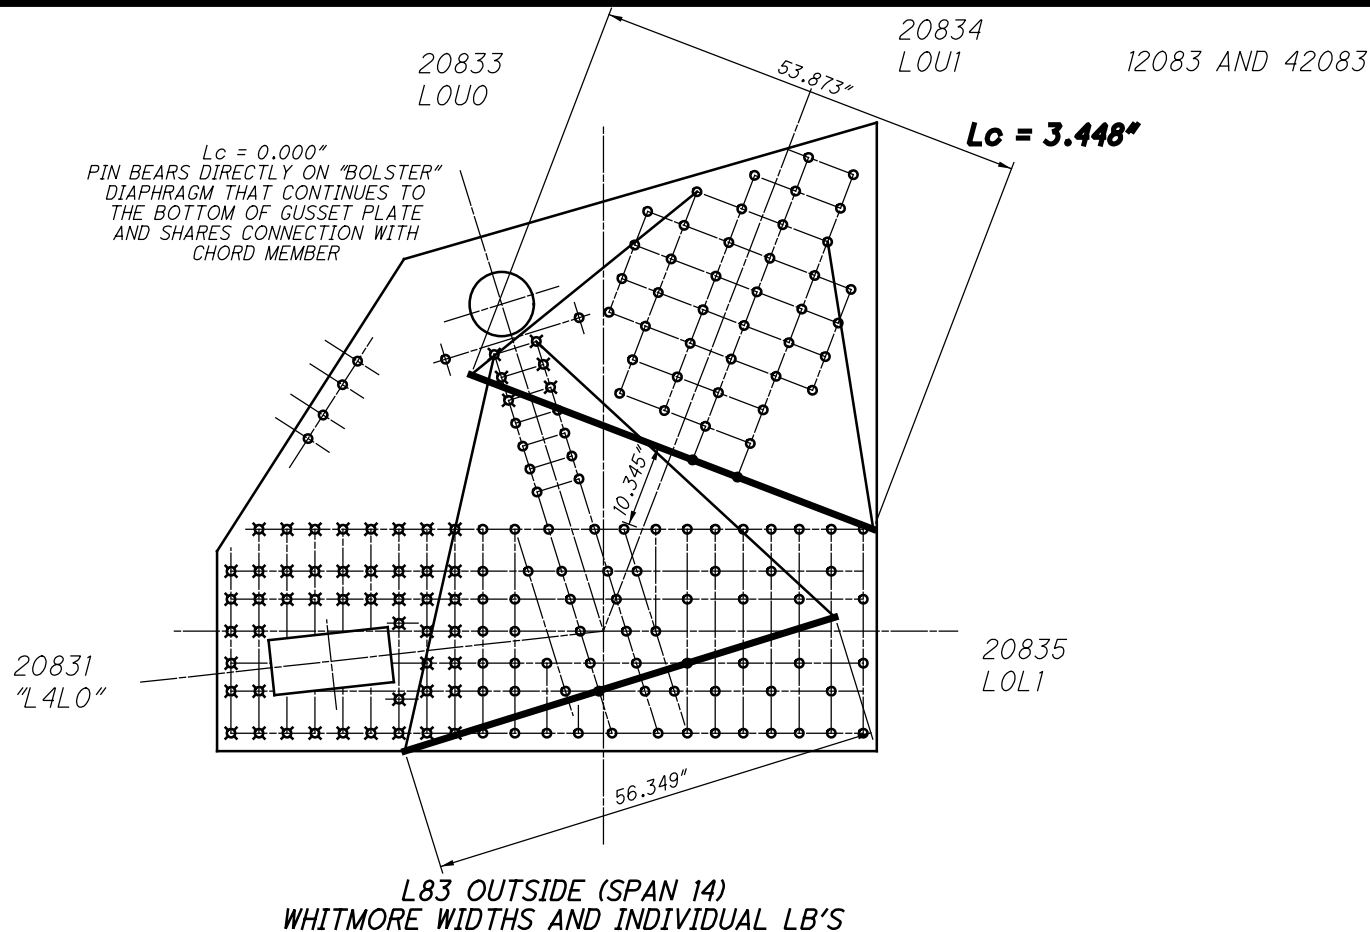 20833
L0U0
20834
L0U1
12083 AND 42083
53.873"
Lc = 3.448"
Lc = 0.000"
PIN BEARS DIRECTLY ON "BOLSTER"
DIAPHRAGM THAT CONTINUES TO
THE BOTTOM OF GUSSET PLATE
AND SHARES CONNECTION WITH
CHORD MEMBER
10.345"
20831
"L4L0"
20835
L0L1
56.349"
L83 OUTSIDE (SPAN 14)
WHITMORE WIDTHS AND INDIVIDUAL LB'S